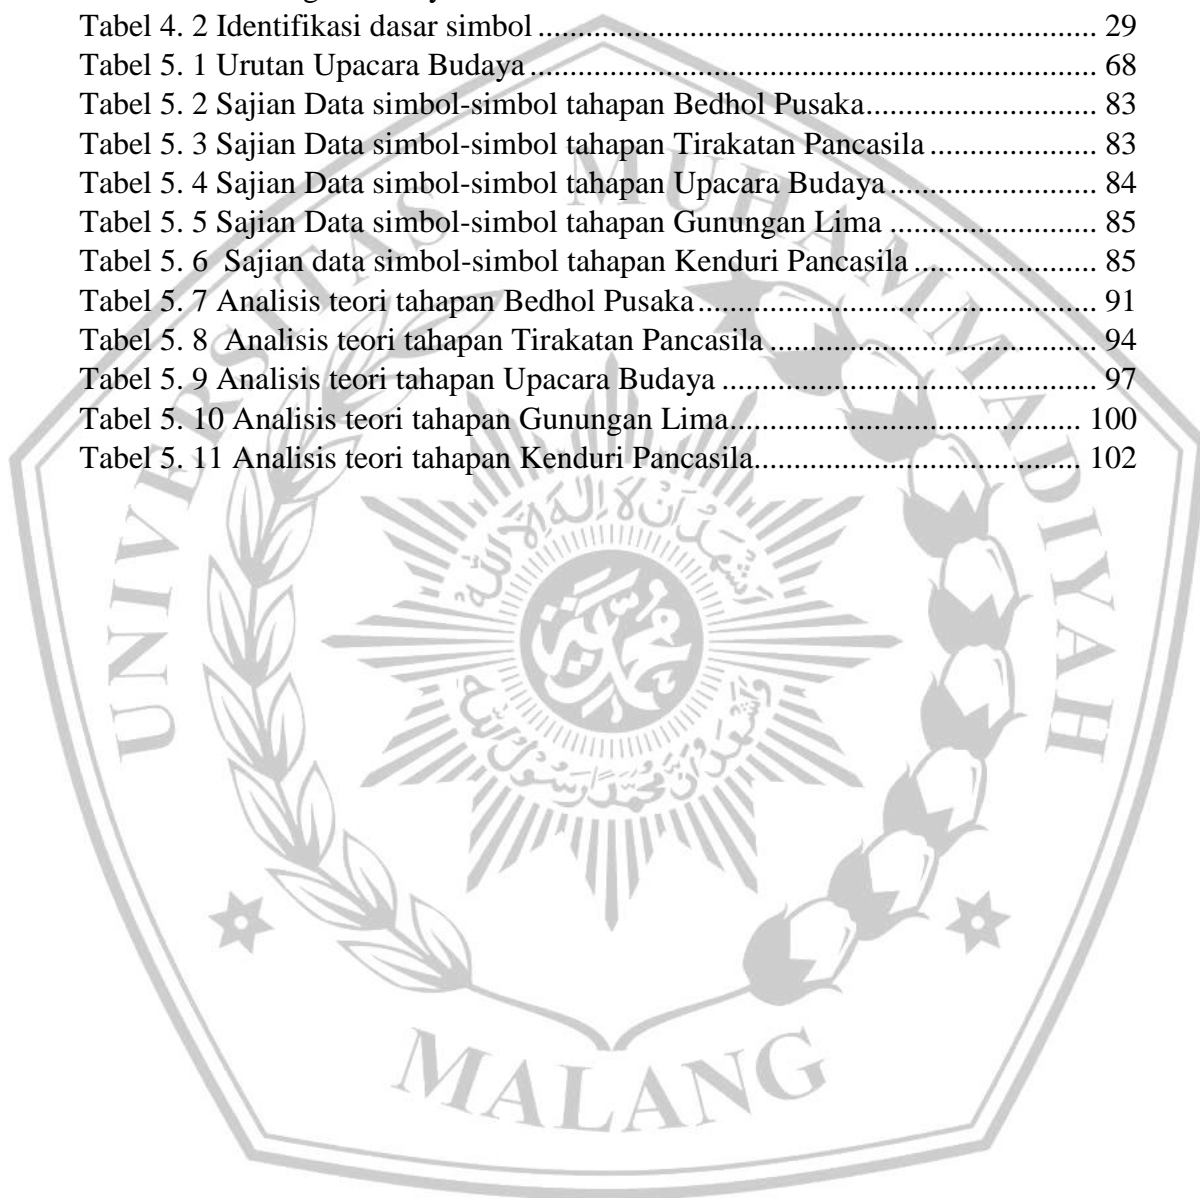 Tabel 4. 2 Identifikasi dasar simbol ................................................................... 29
Tabel 5. 1 Urutan Upacara Budaya .................................................................... 68
Tabel 5. 2 Sajian Data simbol-simbol tahapan Bedhol Pusaka ............................ 83
Tabel 5. 3 Sajian Data simbol-simbol tahapan Tirakatan Pancasila .................... 83
Tabel 5. 4 Sajian Data simbol-simbol tahapan Upacara Budaya ......................... 84
Tabel 5. 5 Sajian Data simbol-simbol tahapan Gunungan Lima ......................... 85
Tabel 5. 6 Sajian data simbol-simbol tahapan Kenduri Pancasila ...................... 85
Tabel 5. 7 Analisis teori tahapan Bedhol Pusaka ................................................ 91
Tabel 5. 8 Analisis teori tahapan Tirakatan Pancasila ....................................... 94
Tabel 5. 9 Analisis teori tahapan Upacara Budaya ............................................. 97
Tabel 5. 10 Analisis teori tahapan Gunungan Lima .......................................... 100
Tabel 5. 11 Analisis teori tahapan Kenduri Pancasila ....................................... 102
UNIVERSITAS MUHAMMADIYAH
MALANG